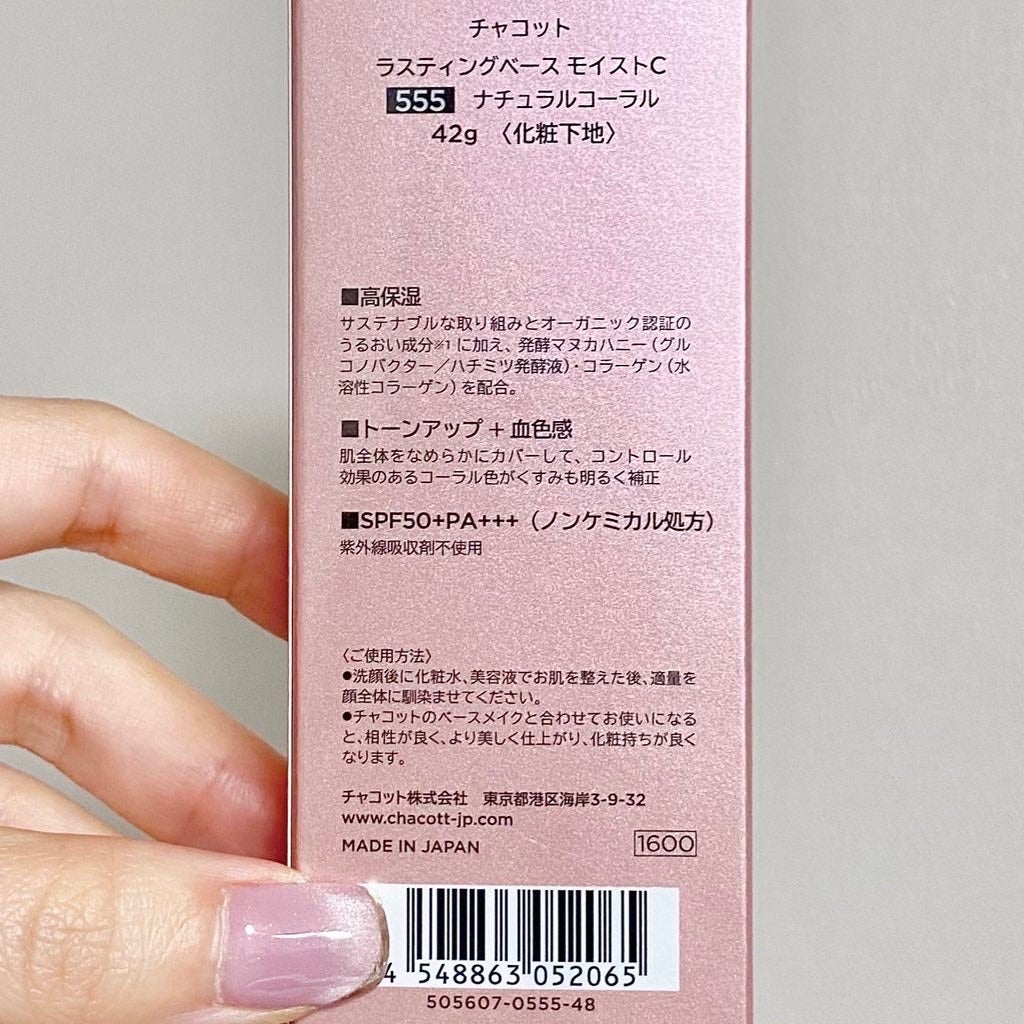 チャコット
ラスティングベース モイストC
555 ナチュラルコーラル
42g 〈化粧下地〉
■高保湿
サステナブルな取り組みとオーガニック認証の
うるおい成分※1に加え、発酵マヌカハニー(グル
コノバクター/ハチミツ発酵液)・コラーゲン(水
溶性コラーゲン)を配合。
■トーンアップ+血色感
肌全体をなめらかにカバーして、コントロール
効果のあるコーラル色がくすみも明るく補正
■SPF50+PA+++(ノンケミカル処方)
紫外線吸収剤不使用
〈ご使用方法〉
●洗顔後に化粧水、美容液でお肌を整えた後、適量を
顔全体に馴染ませてください。
●チャコットのベースメイクと合わせてお使いになる
と、相性が良く、より美しく仕上がり、化粧持ちが良く
なります。
チャコット株式会社 東京都港区海岸3-9-32
www.chacott-jp.com
MADE IN JAPAN 1600
4 548863 052065
505607-0555-48